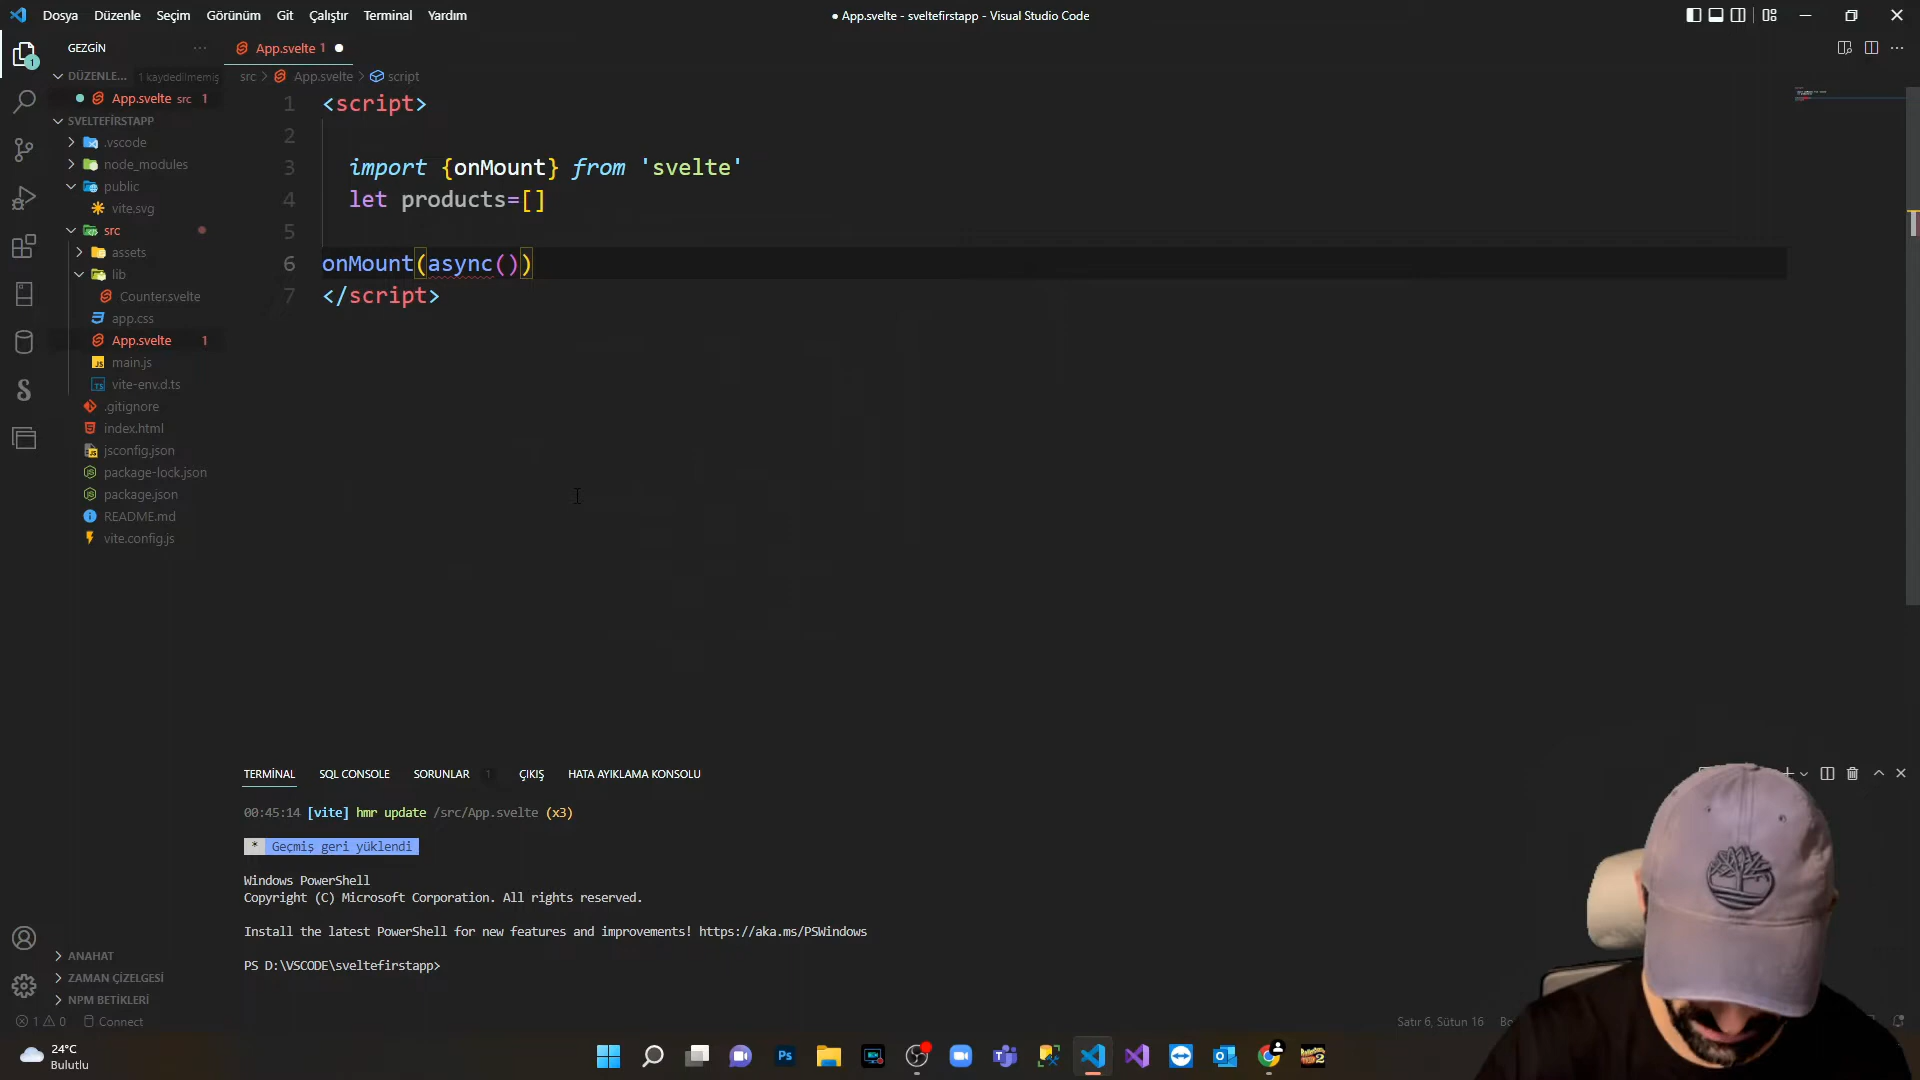 Dosya Düzenle Seçim Görünüm Git Çalıştır Terminal Yardım
● App.svelte - sveltefirstapp - Visual Studio Code
GEZGİN ···
App.svelte 1 ●
DÜZENLE... 1 kaydedilmemiş
src > App.svelte > script
App.svelte src 1
SVELTEFİRSTAPP
.vscode
node_modules
public
vite.svg
src
assets
lib
Counter.svelte
app.css
App.svelte 1
main.js
vite-env.d.ts
.gitignore
index.html
jsconfig.json
package-lock.json
package.json
README.md
vite.config.js
1 <script>
2
3 import {onMount} from 'svelte'
4 let products=[]
5
6 onMount(async())
7 </script>
TERMİNAL SQL CONSOLE SORUNLAR 1 ÇIKIŞ HATA AYIKLAMA KONSOLU
00:45:14 [vite] hmr update /src/App.svelte (x3)
* Geçmiş geri yüklendi
Windows PowerShell
Copyright (C) Microsoft Corporation. All rights reserved.
Install the latest PowerShell for new features and improvements! https://aka.ms/PSWindows
PS D:\VSCODE\sveltefirstapp>
ANAHAT
ZAMAN ÇİZELGESİ
NPM BETİKLERİ
1 0 Connect
Satır 6, Sütun 16
24°C
Bulutlu
Ps